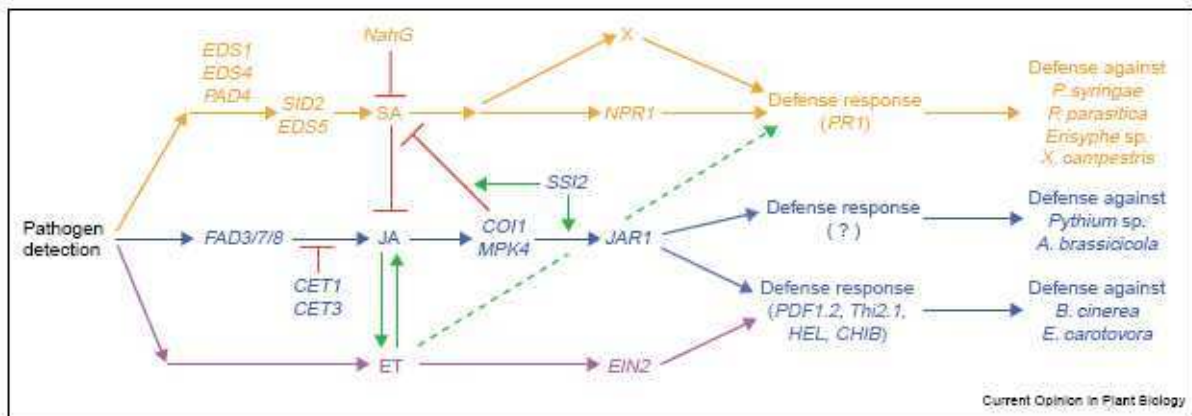 NahG
X
EDS1
EDS4
PAD4
SID2
EDS5
SA
NPR1
Defense response
(PR1)
Defense against
P. syringae
P. parasitica
Erisyphe sp.
X. campestris
Pathogen
detection
FAD3/7/8
CET1
CET3
JA
COI1
MPK4
SSI2
JAR1
Defense response
(?)
Defense against
Pythium sp.
A. brassicicola
Defense response
(PDF1.2, Thi2.1,
HEL, CHIB)
Defense against
B. cinerea
E. carotovora
ET
EIN2
Current Opinion in Plant Biology